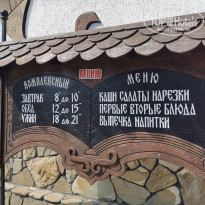 МЕНЮ
КОМПЛЕКСНЫЙ
ЗАВТРАК 8° до 10°
ОБЕД 12 до 15°
УЖИН 18 до 21°
МЕНЮ
КАШИ САЛАТЫ НАРЕЗКИ
ПЕРВЫЕ ВТОРЫЕ БЛЮДА
ВЫПЕЧКА НАПИТКИ